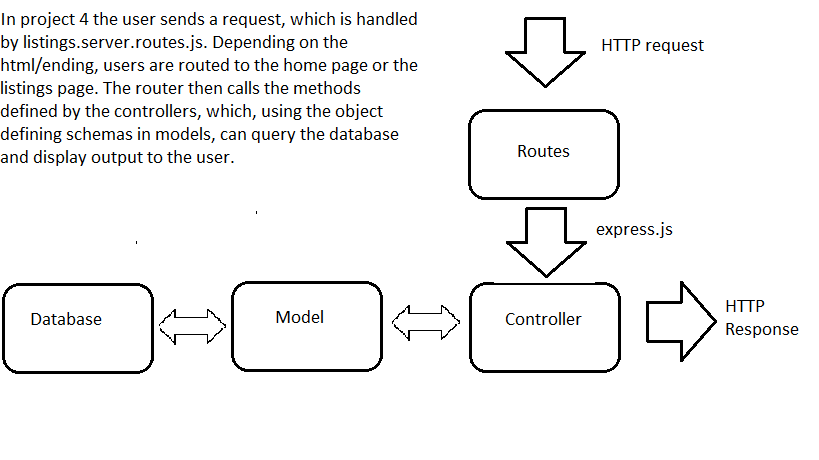 In project 4 the user sends a request, which is handled
by listings.server.routes.js. Depending on the
html/ending, users are routed to the home page or the
listings page. The router then calls the methods
defined by the controllers, which, using the object
defining schemas in models, can query the database
and display output to the user.
HTTP request
Routes
express.js
Database
Model
Controller
HTTP
Response